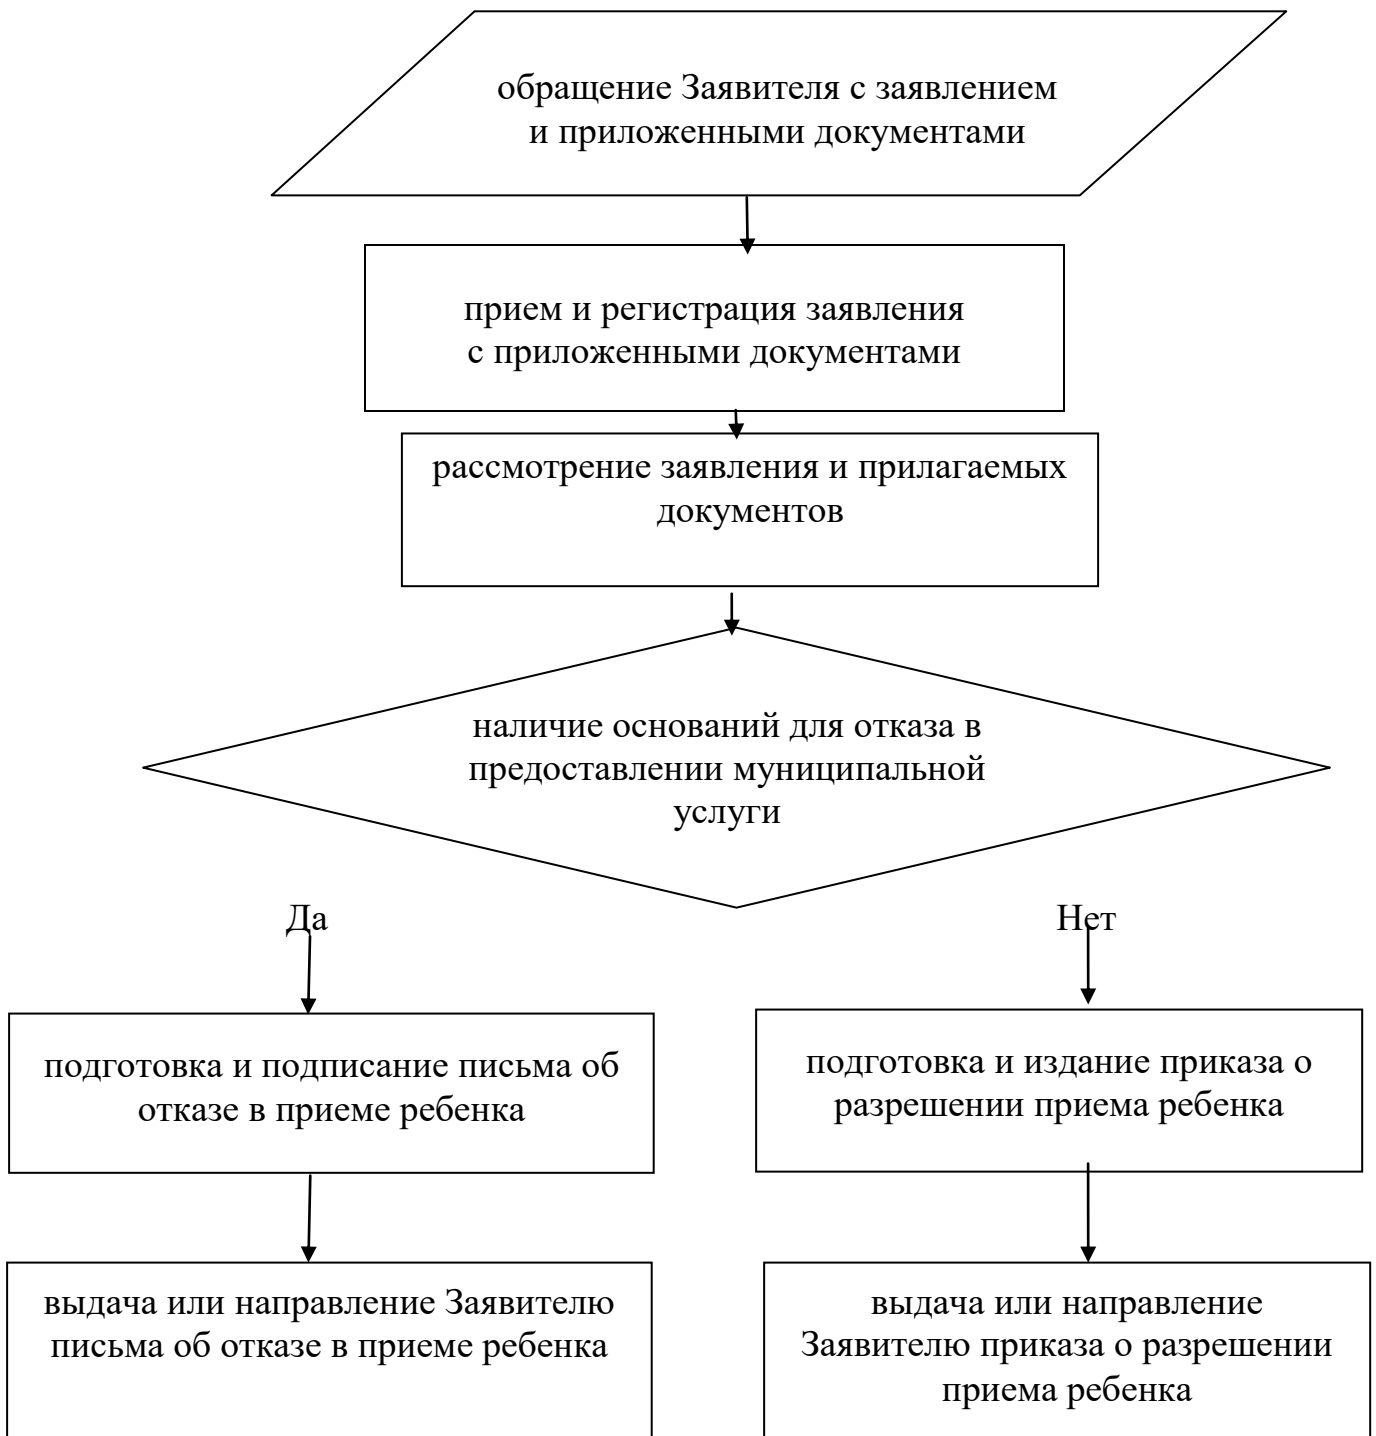 обращение Заявителя с заявлением
и приложенными документами
прием и регистрация заявления
с приложенными документами
рассмотрение заявления и прилагаемых
документов
наличие оснований для отказа в
предоставлении муниципальной
услуги
Да
Нет
подготовка и подписание письма об
отказе в приеме ребенка
подготовка и издание приказа о
разрешении приема ребенка
выдача или направление Заявителю
письма об отказе в приеме ребенка
выдача или направление
Заявителю приказа о разрешении
приема ребенка